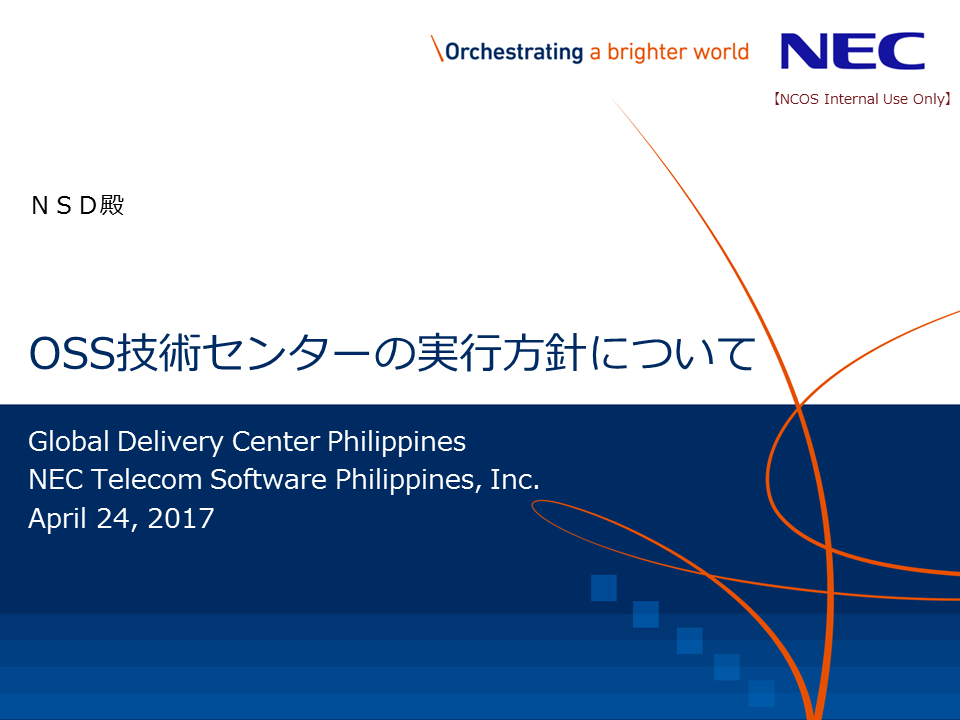 \Orchestrating a brighter world
NEC
【NCOS Internal Use Only】
ＮＳＤ殿
OSS技術センターの実行方針について
Global Delivery Center Philippines
NEC Telecom Software Philippines, Inc.
April 24, 2017